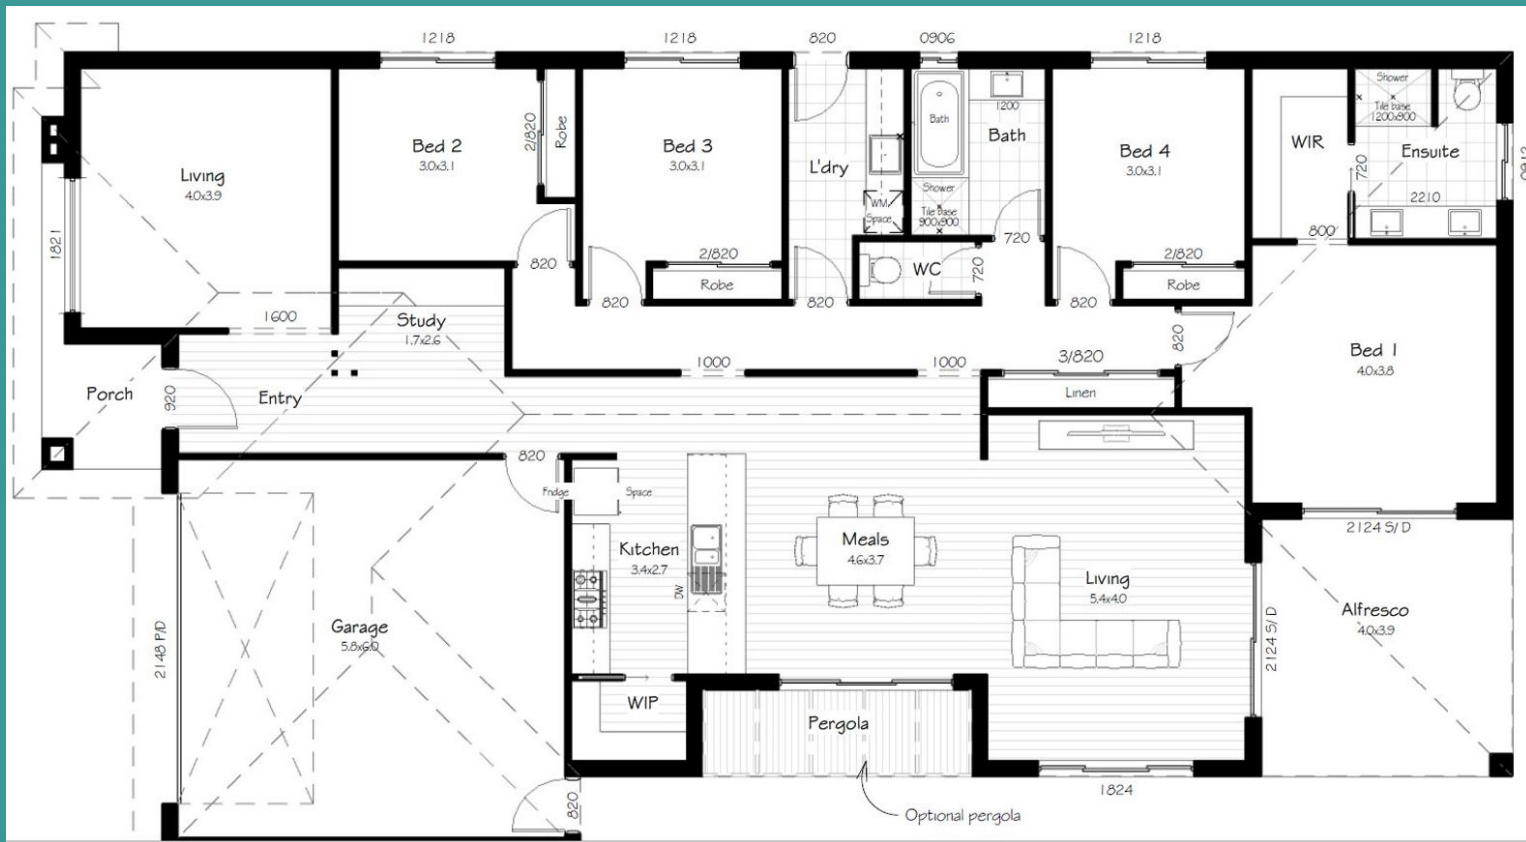 1218
1218
820
0906
1218
Living
4.0x3.9
1821
Bed 2
3.0x3.1
2/820
Robe
820
Bed 3
3.0x3.1
2/820
Robe
820
L'dry
WM
Space
820
Bath
Shower
Tile base
900x900
1200
Bath
720
WC
720
Bed 4
3.0x3.1
2/820
Robe
820
WIR
800
720
Shower
Tile base
1200x900
Ensuite
2210
0912
1600
Study
1.7x2.6
1000
1000
3/820
Linen
820
Bed 1
4.0x3.8
2124 S/D
Porch
920
Entry
820
Fridge
Space
Kitchen
3.4x2.7
DW
WIP
Meals
4.6x3.7
Living
5.4x4.0
2124 S/D
Alfresco
4.0x3.9
Garage
5.8x6.0
2148 P/D
820
Pergola
1824
Optional pergola